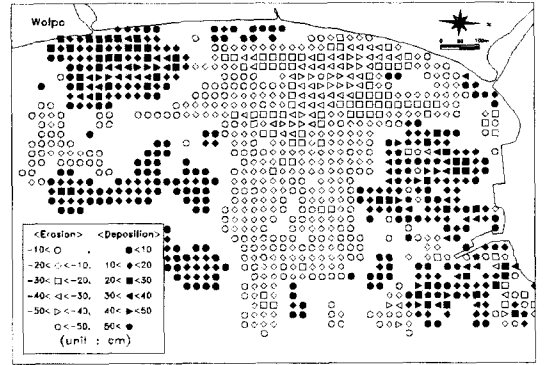 Wolpo
0 50 100m
<Erosion> <Deposition>
-10< ○ ●<10
-20< ◇<-10, 10< ◆<20
-30< □<-20, 20< ■<30
-40< ◁<-30, 30< ◀<40
-50< ▷<-40, 40< ▶<50
○<-50, 50< ●
(unit : cm)